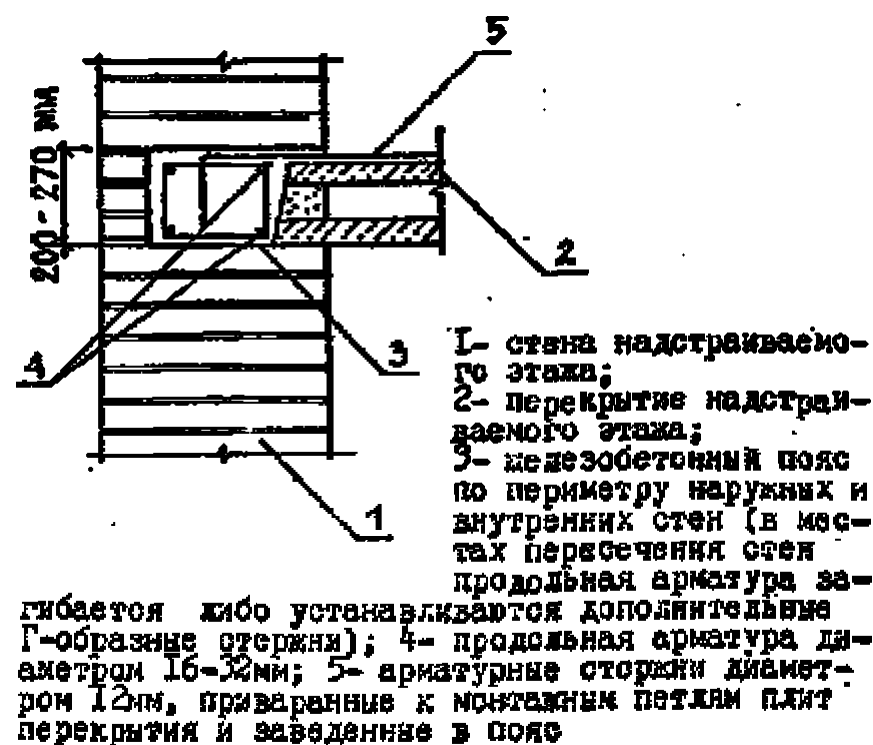 5
200-270 мм
2
4
3
1
1- стена надстраиваемо-
го этажа;
2- перекрытие надстраи-
ваемого этажа;
3- железобетонный пояс
по периметру наружных и
внутренних стен (в мес-
тах пересечения стен
продольная арматура за-
гибается либо устанавливаются дополнительные
Г-образные стержни); 4- продольная арматура ди-
аметром 16-32мм; 5- арматурные стержни диамет-
ром 12мм, приваренные к монтажным петлям плит
перекрытия и заведенные в пояс